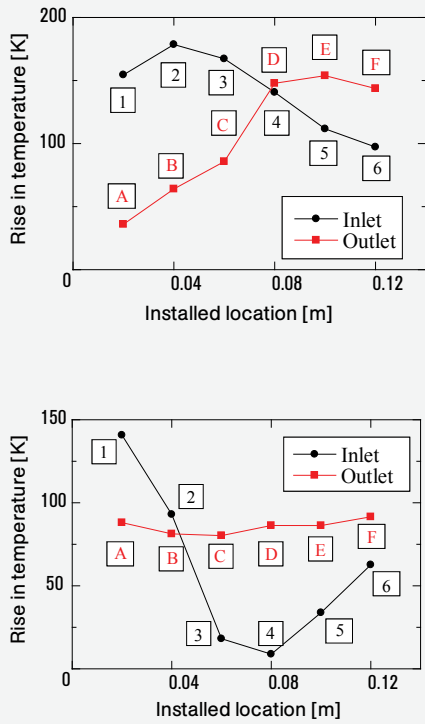 200
100
0
0.04
0.08
0.12
Rise in temperature [K]
Installed location [m]
1
2
3
4
5
6
A
B
C
D
E
F
Inlet
Outlet
150
100
50
0
0.04
0.08
0.12
Rise in temperature [K]
Installed location [m]
1
2
3
4
5
6
A
B
C
D
E
F
Inlet
Outlet